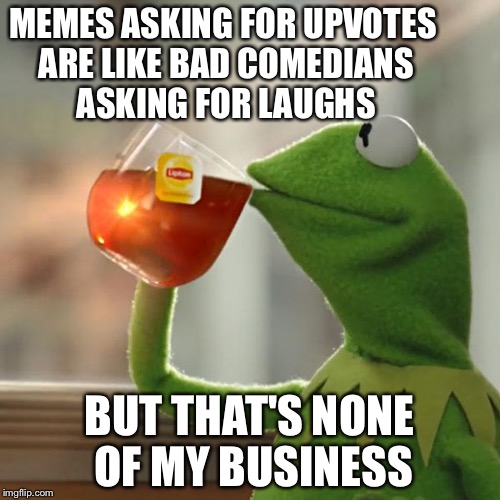 MEMES ASKING FOR UPVOTES
ARE LIKE BAD COMEDIANS
ASKING FOR LAUGHS
Lipton
BUT THAT'S NONE
OF MY BUSINESS
imgflip.com